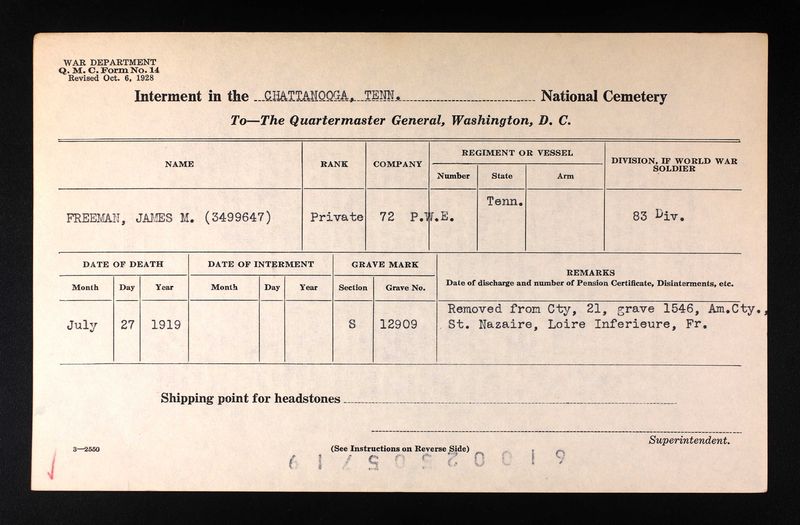 WAR DEPARTMENT
Q. M. C. Form No. 14
Revised Oct. 6, 1928
Interment in the CHATTANOOGA, TENN. National Cemetery
To—The Quartermaster General, Washington, D. C.
NAME RANK COMPANY REGIMENT OR VESSEL DIVISION, IF WORLD WAR SOLDIER
Number State Arm
FREEMAN, JAMES M. (3499647) Private 72 P.W.E. Tenn. 83 Div.
DATE OF DEATH DATE OF INTERMENT GRAVE MARK REMARKS
Date of discharge and number of Pension Certificate, Disinterments, etc.
Month Day Year Month Day Year Section Grave No.
July 27 1919 S 12909 Removed from Cty, 21, grave 1546, Am.Cty.,
St. Nazaire, Loire Inferieure, Fr.
Shipping point for headstones
Superintendent.
3—2550 (See Instructions on Reverse Side)